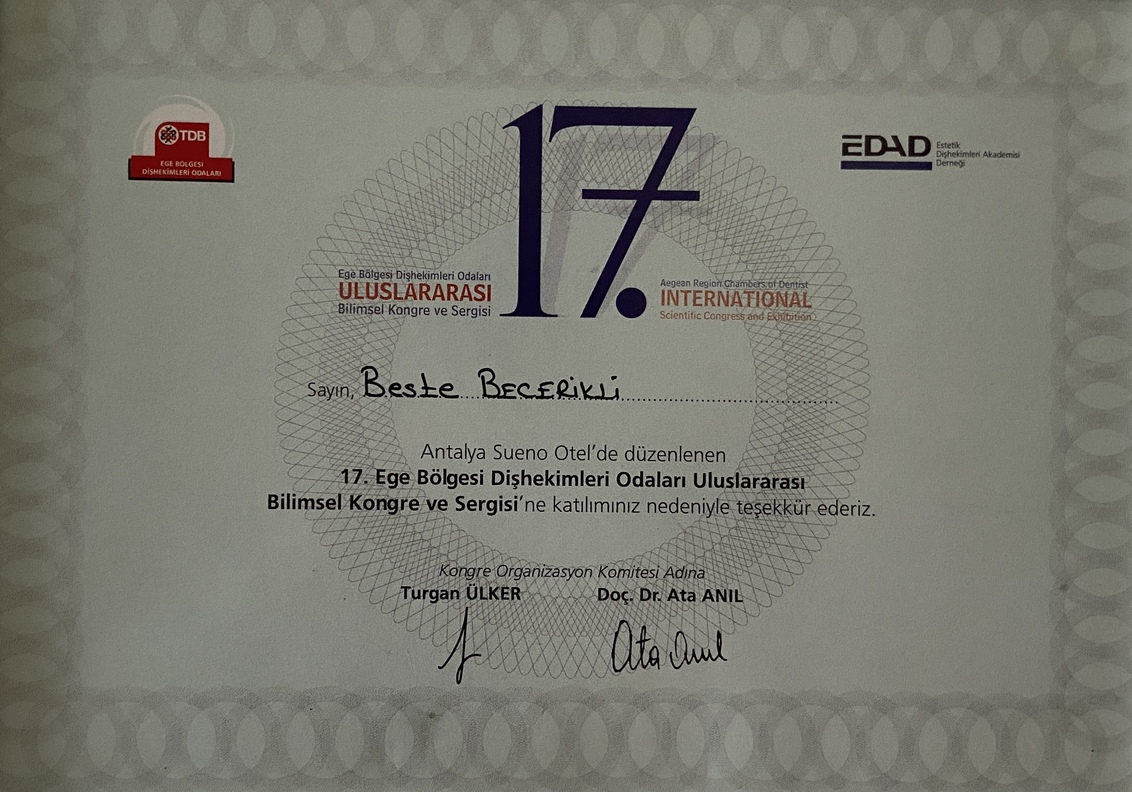 TDB
EGE BÖLGESİ
DİŞHEKİMLERİ ODALARI
17.
EDAD
Estetik
Dişhekimleri Akademisi
Derneği
Ege Bölgesi Dişhekimleri Odaları
ULUSLARARASI
Bilimsel Kongre ve Sergisi
Aegean Region Chambers of Dentist
INTERNATIONAL
Scientific Congress and Exhibition
Sayın, Beste BECERİKLİ
Antalya Sueno Otel'de düzenlenen
17. Ege Bölgesi Dişhekimleri Odaları Uluslararası
Bilimsel Kongre ve Sergisi'ne katılımınız nedeniyle teşekkür ederiz.
Kongre Organizasyon Komitesi Adına
Turgan ÜLKER Doç. Dr. Ata ANIL
Ata Anıl